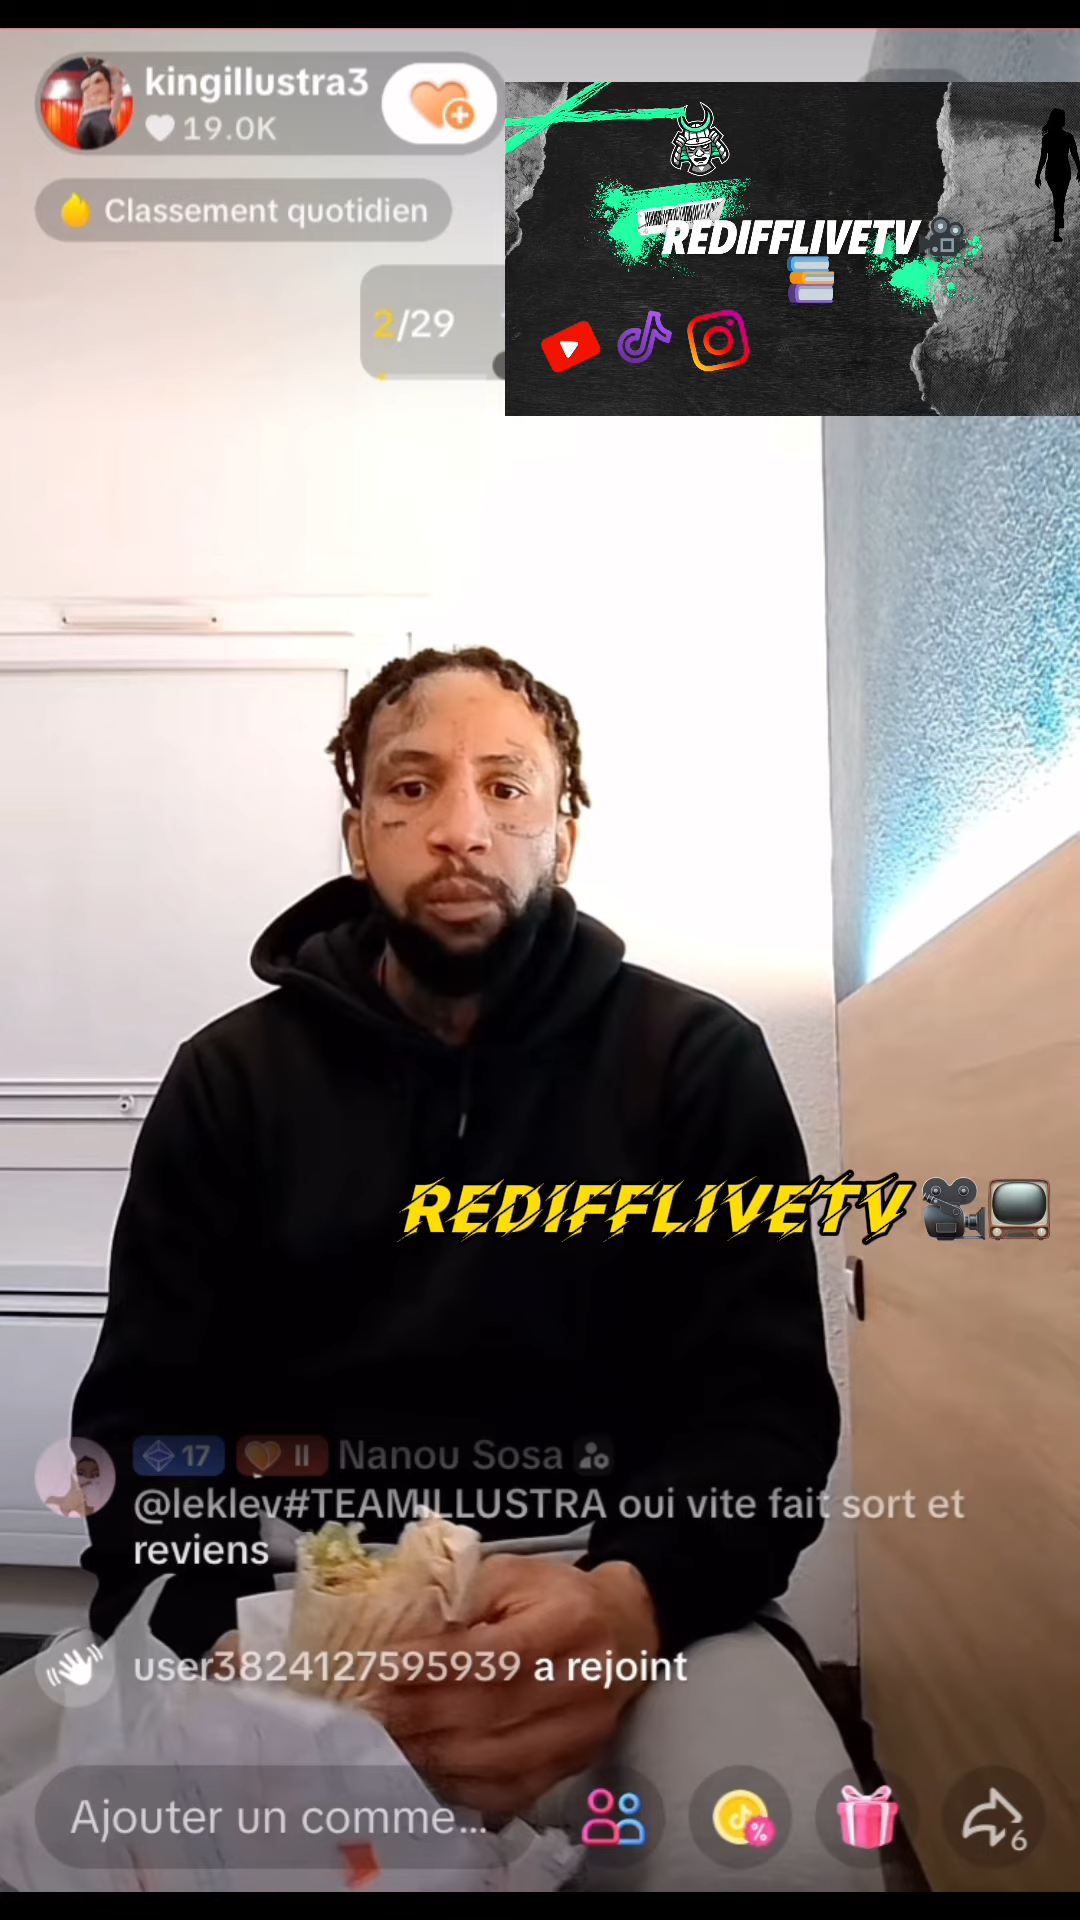 kingillustra3
19.0K
Classement quotidien
2/29
REDIFFLIVETV
REDIFFLIVETV
17 II Nanou Sosa
@leklev#TEAMILLUSTRA oui vite fait sort et
reviens
user3824127595939 a rejoint
Ajouter un comme...
6